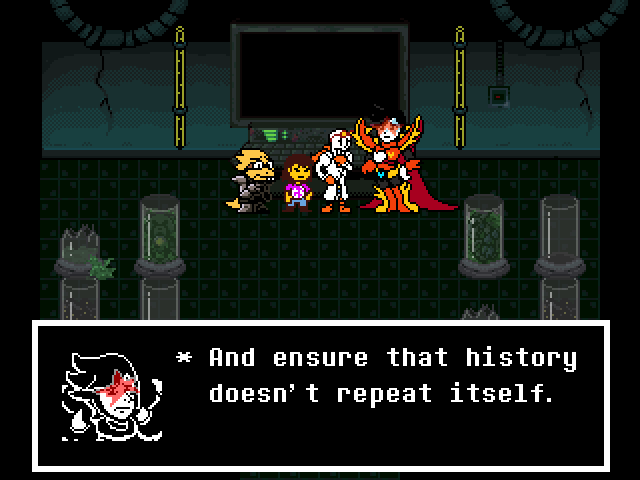 * And ensure that history
doesn't repeat itself.